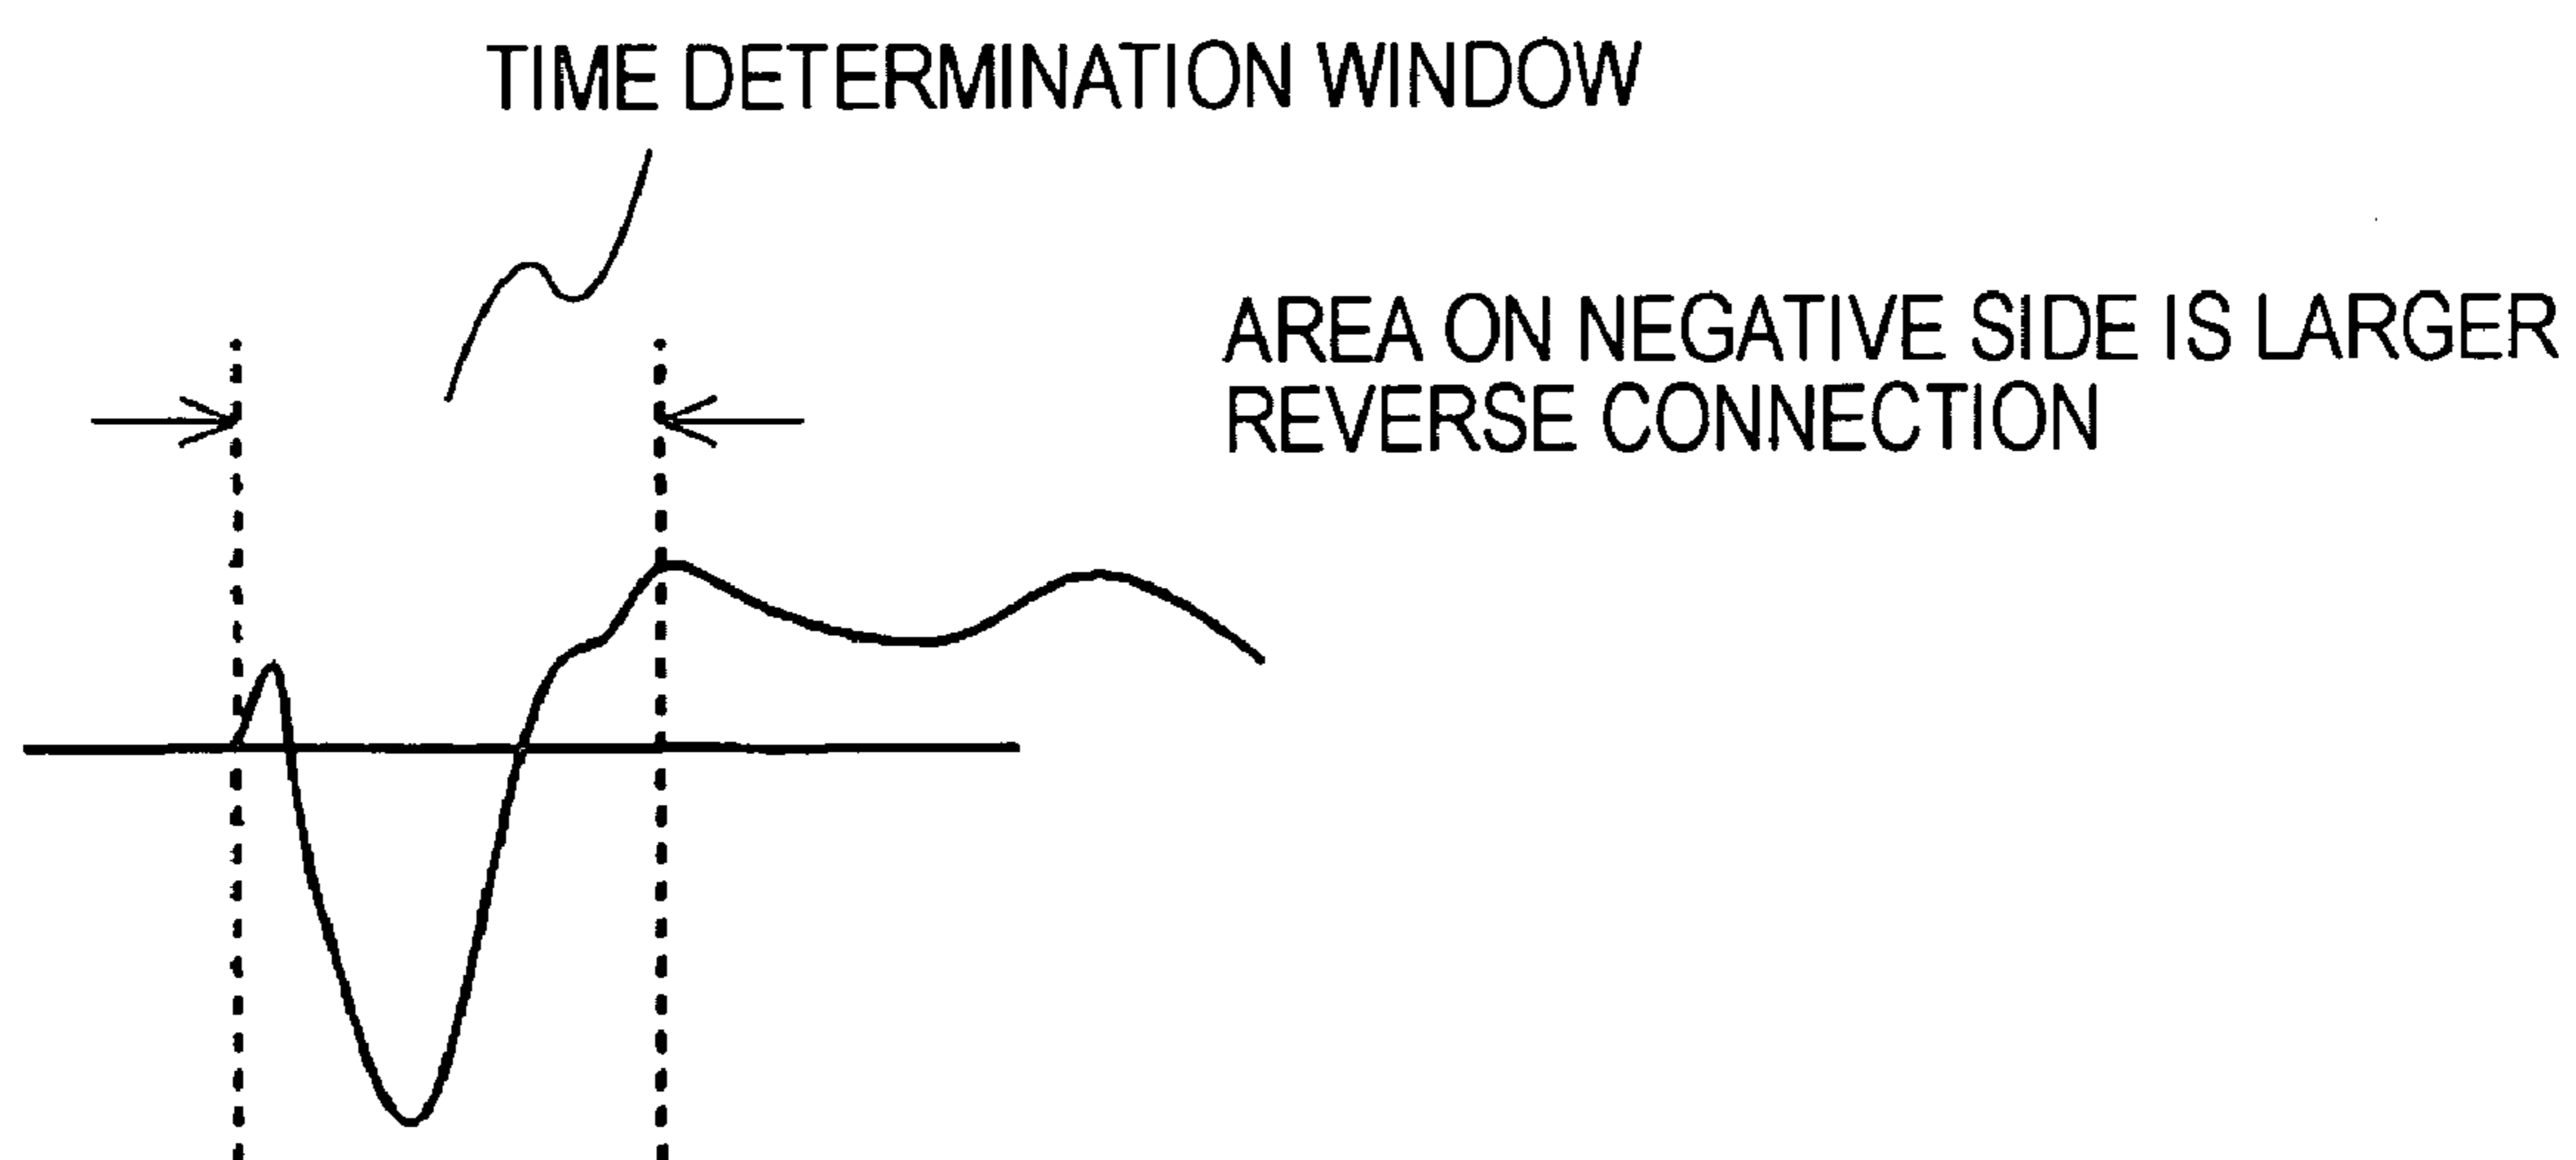 TIME DETERMINATION WINDOW
AREA ON NEGATIVE SIDE IS LARGER
REVERSE CONNECTION